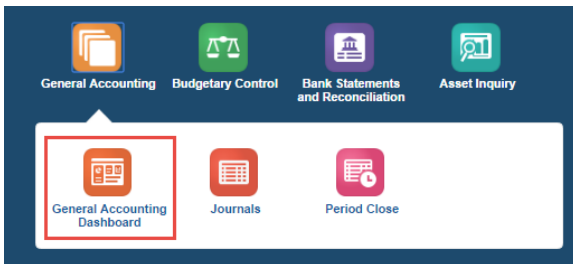 General Accounting
Budgetary Control
Bank Statements
and Reconciliation
Asset Inquiry
General Accounting
Dashboard
Journals
Period Close